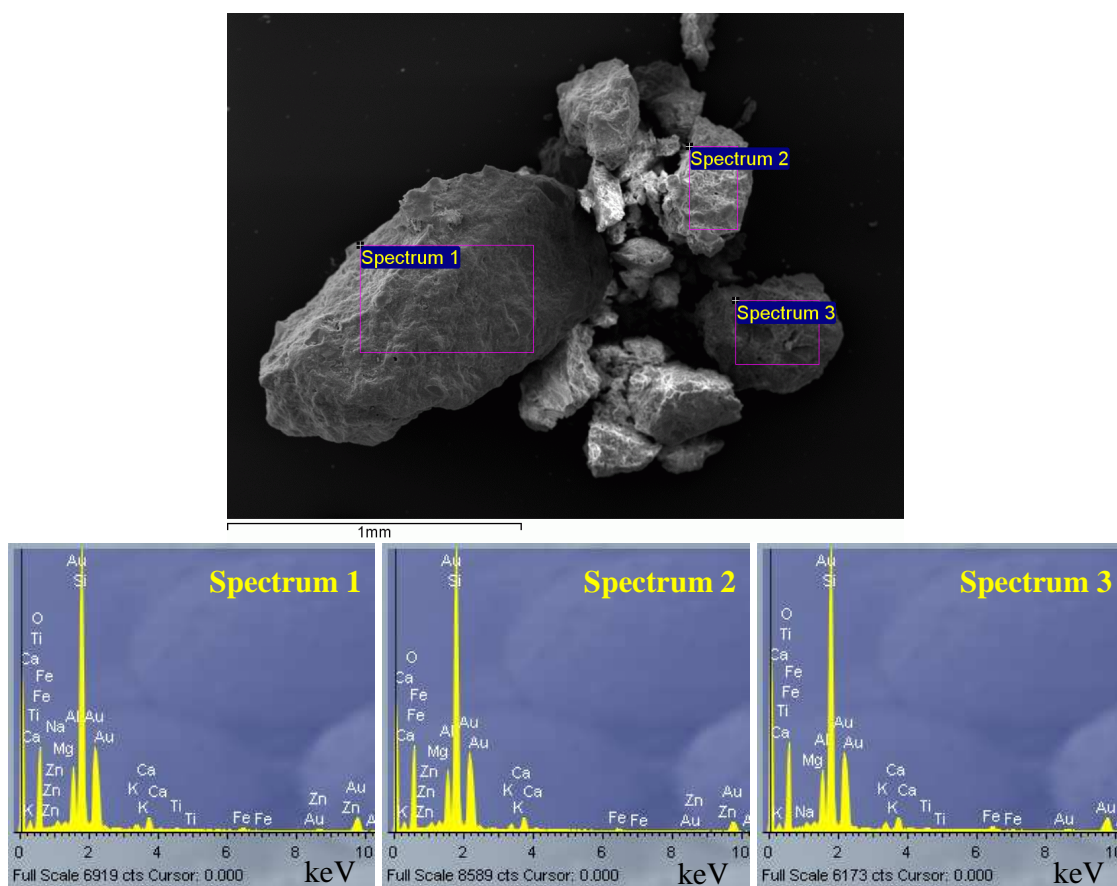 Spectrum 2
Spectrum 1
Spectrum 3
1mm
Au
Si
Spectrum 1
O
Ti
Ca
Fe
Fe
Ti
Al
Au
Na
Ca
Au
Mg
Zn
Ca
Zn
K
Ca
Zn
Au
Zn
K
K
Ti
Zn
Ti
Fe
Fe
Au
0 2 4 6 8 10
Full Scale 6919 cts Cursor: 0.000
keV
Au
Si
Spectrum 2
O
Ca
Fe
Fe
Au
Al
Ca
Au
Mg
Zn
Ca
Zn
K
Ca
Au
Zn
Zn
K
K
Zn
Fe
Fe
Au
0 2 4 6 8 10
Full Scale 8589 cts Cursor: 0.000
keV
Au
Si
Spectrum 3
O
Ti
Ca
Fe
Fe
Ti
Au
Ca
Al
Au
Mg
Ca
K
Ca
Au
K
Na
K
Ti
Ti
Fe
Fe
Au
0 2 4 6 8 10
Full Scale 6173 cts Cursor: 0.000
keV